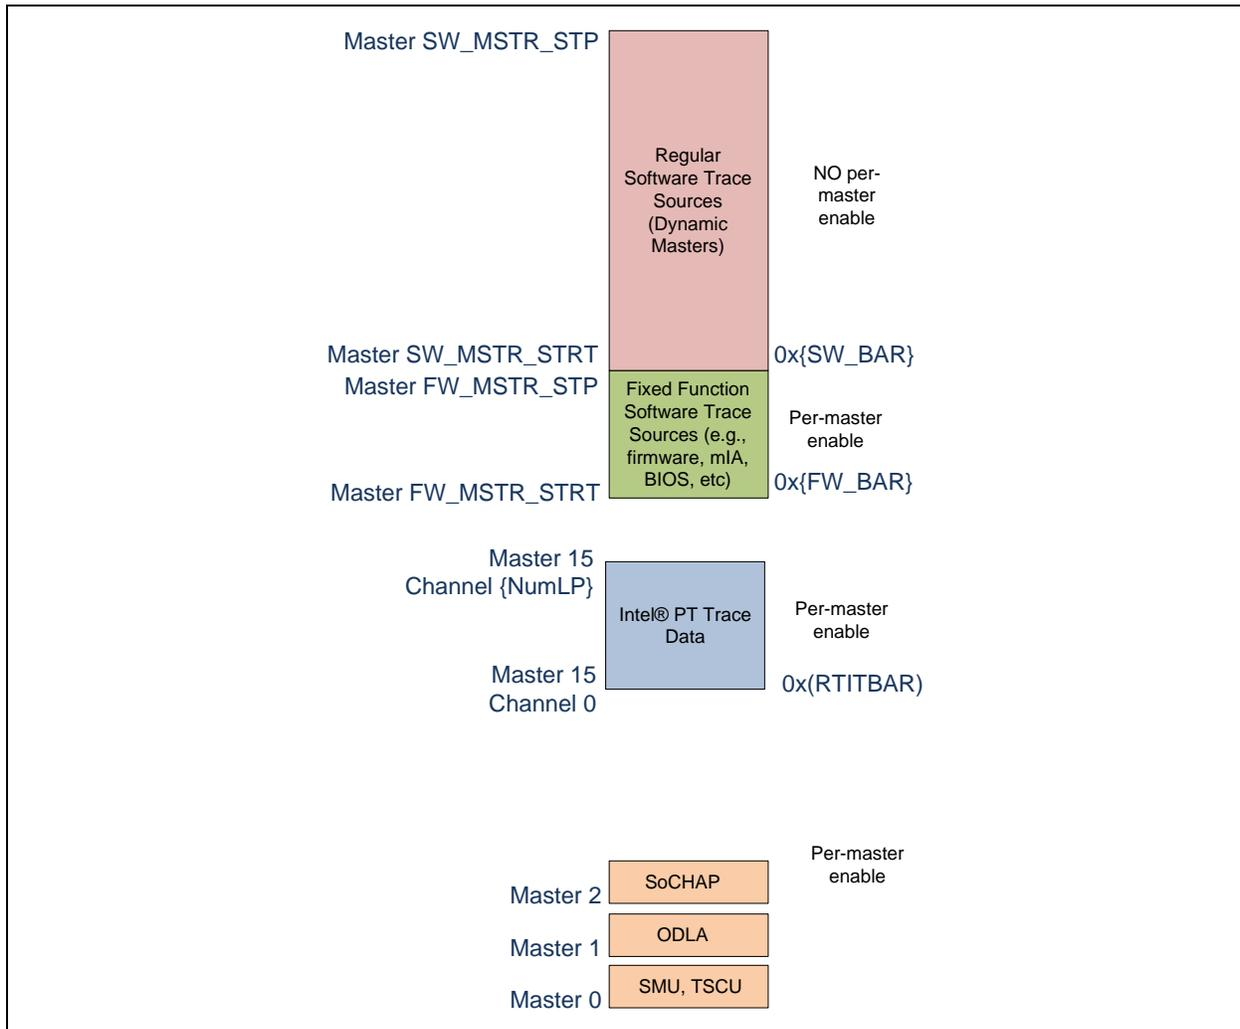 Master SW_MSTR_STP
Regular
Software Trace
Sources
(Dynamic
Masters)
NO per-
master
enable
Master SW_MSTR_STRT
0x{SW_BAR}
Master FW_MSTR_STP
Fixed Function
Software Trace
Sources (e.g.,
firmware, mIA,
BIOS, etc)
Per-master
enable
Master FW_MSTR_STRT
0x{FW_BAR}
Master 15
Channel {NumLP}
Intel® PT Trace
Data
Per-master
enable
Master 15
Channel 0
0x(RTITBAR)
Per-master
enable
SoCHAP
Master 2
ODLA
Master 1
SMU, TSCU
Master 0